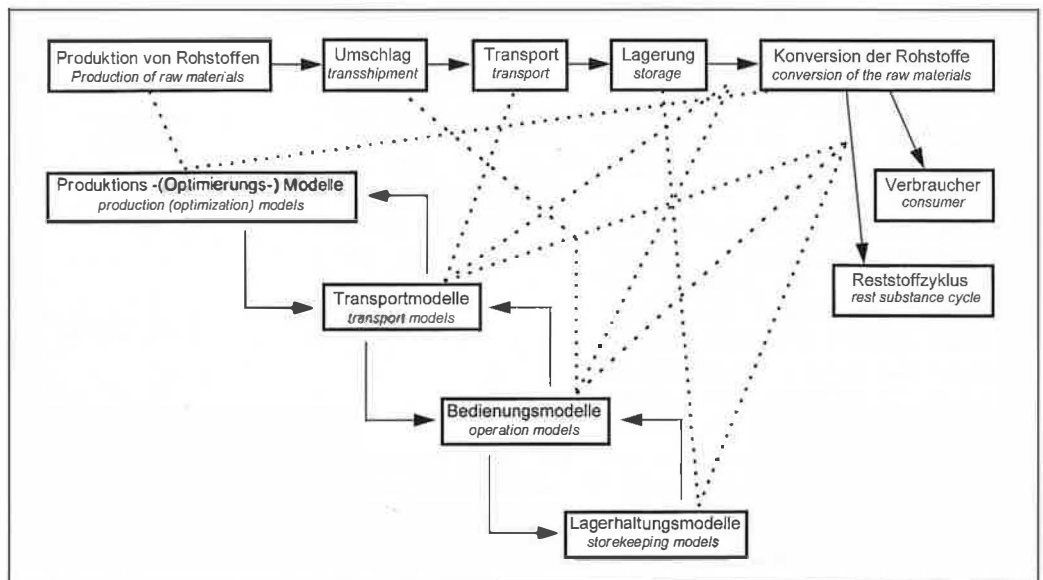 Produktion von Rohstoffen
Production of raw materials
Umschlag
transshipment
Transport
transport
Lagerung
storage
Konversion der Rohstoffe
conversion of the raw materials
Produktions -(Optimierungs-) Modelle
production (optimization) models
Verbraucher
consumer
Transportmodelle
transport models
Reststoffzyklus
rest substance cycle
Bedienungsmodelle
operation models
Lagerhaltungsmodelle
storekeeping models